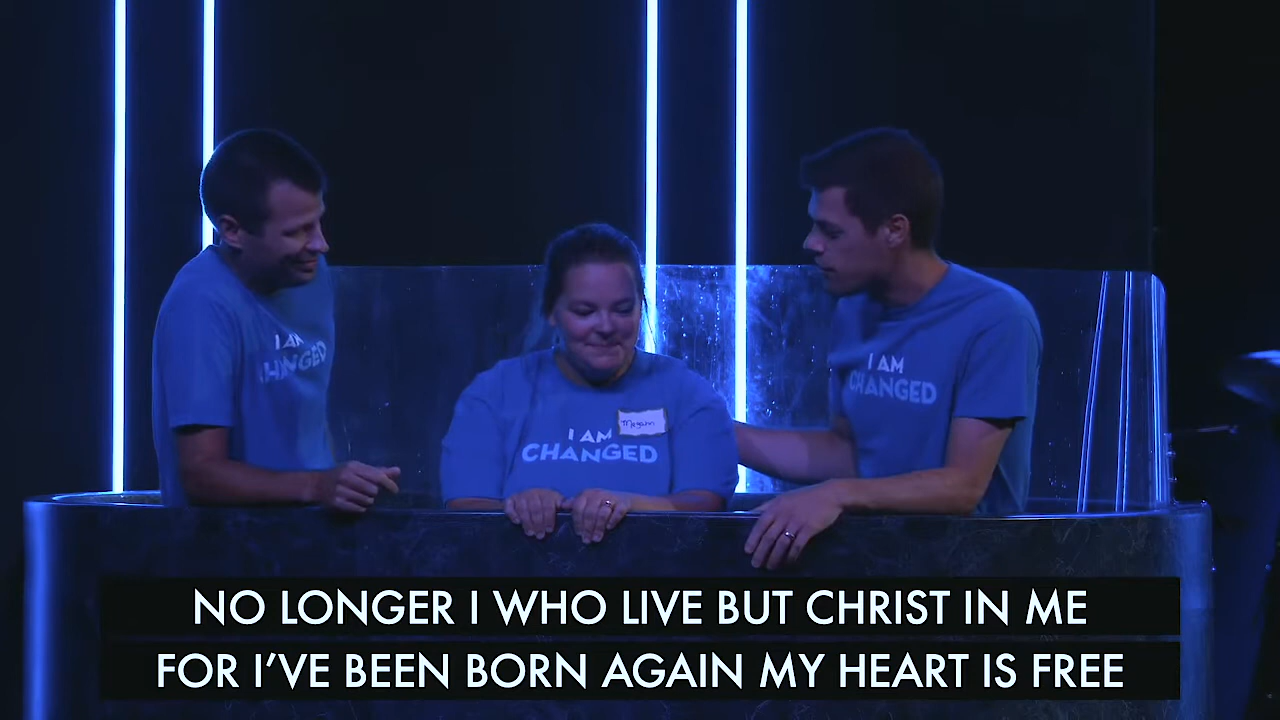 I AM
CHANGED
I AM
CHANGED
Megann
I AM
CHANGED
NO LONGER I WHO LIVE BUT CHRIST IN ME
FOR I'VE BEEN BORN AGAIN MY HEART IS FREE